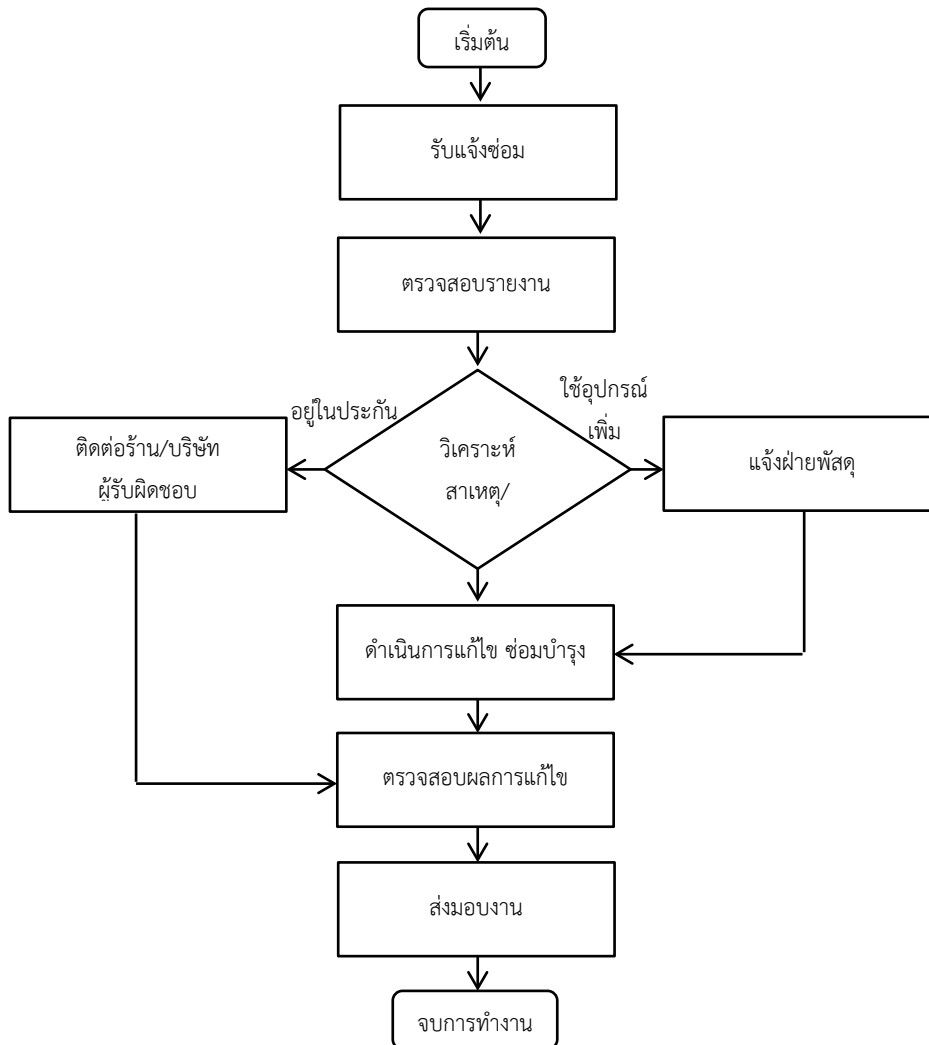 เริ่มต้น
รับแจ้งซ่อม
ตรวจสอบรายงาน
อยู่ในประกัน
ใช้อุปกรณ์
เพิ่ม
ติดต่อร้าน/บริษัท
ผู้รับผิดชอบ
วิเคราะห์
สาเหตุ/
แจ้งฝ่ายพัสดุ
ดำเนินการแก้ไข ซ่อมบำรุง
ตรวจสอบผลการแก้ไข
ส่งมอบงาน
จบการทำงาน